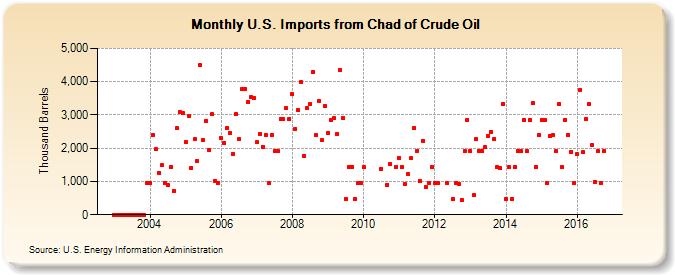 Monthly U.S. Imports from Chad of Crude Oil
Thousand Barrels
5,000
4,000
3,000
2,000
1,000
0
2004 2006 2008 2010 2012 2014 2016
Source: U.S. Energy Information Administration